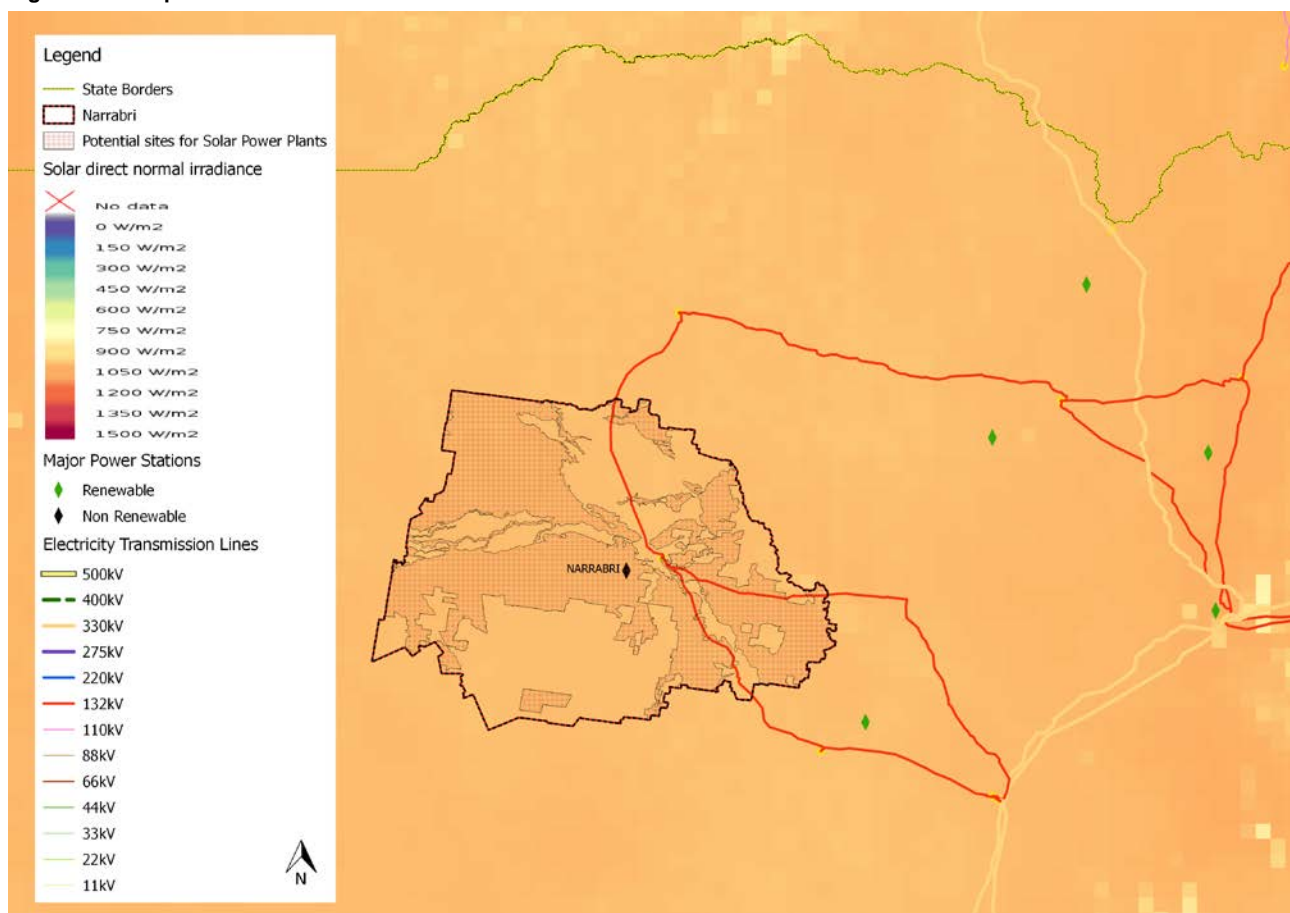 Legend
State Borders
Narrabri
Potential sites for Solar Power Plants
Solar direct normal irradiance
No data
0 W/m2
150 W/m2
300 W/m2
450 W/m2
600 W/m2
750 W/m2
900 W/m2
1050 W/m2
1200 W/m2
1350 W/m2
1500 W/m2
Major Power Stations
Renewable
Non Renewable
Electricity Transmission Lines
500kV
400kV
330kV
275kV
220kV
132kV
110kV
88kV
66kV
44kV
33kV
22kV
11kV
N
NARRABRI